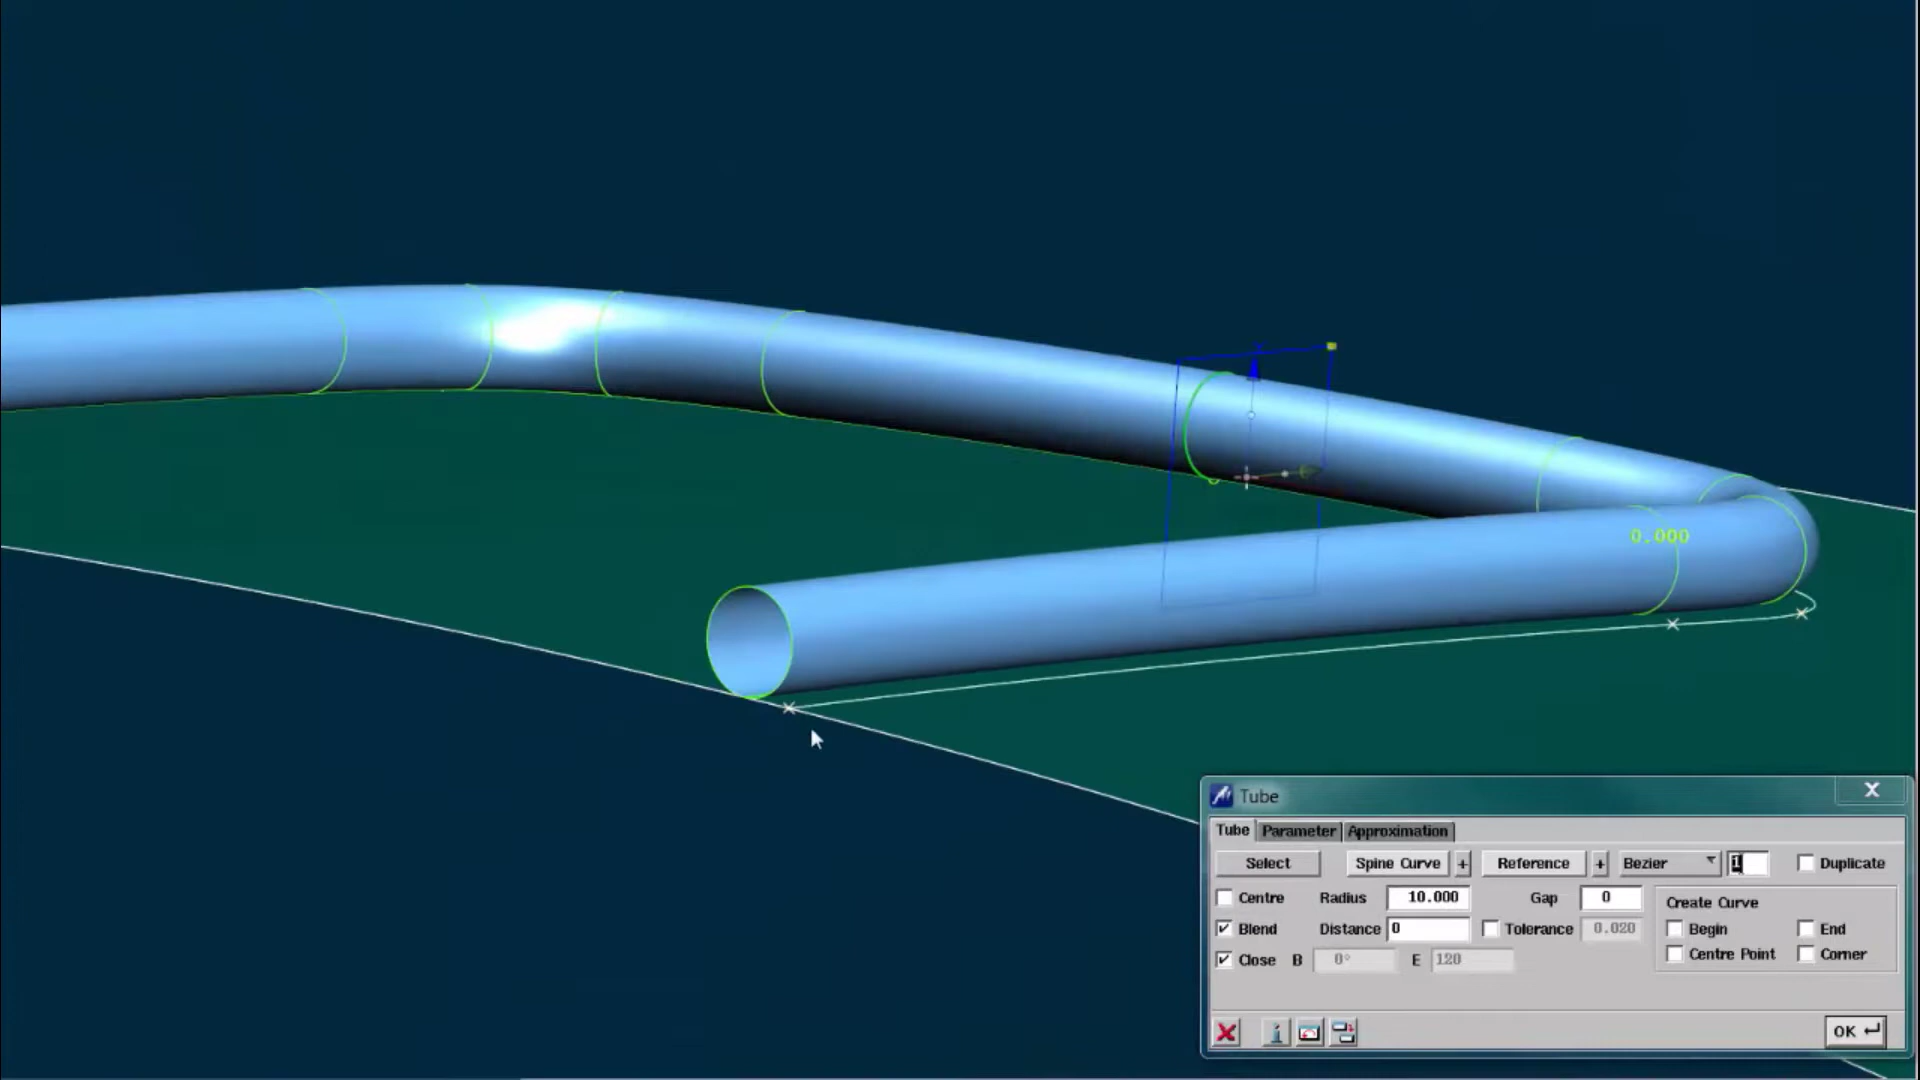 0.000
Tube
Tube Parameter Approximation
Select Spine Curve + Reference + Bezier 1 Duplicate
Centre Radius 10.000 Gap 0 Create Curve
Blend Distance 0 Tolerance 0.020 Begin End
Close B 0° E 120 Centre Point Corner
OK